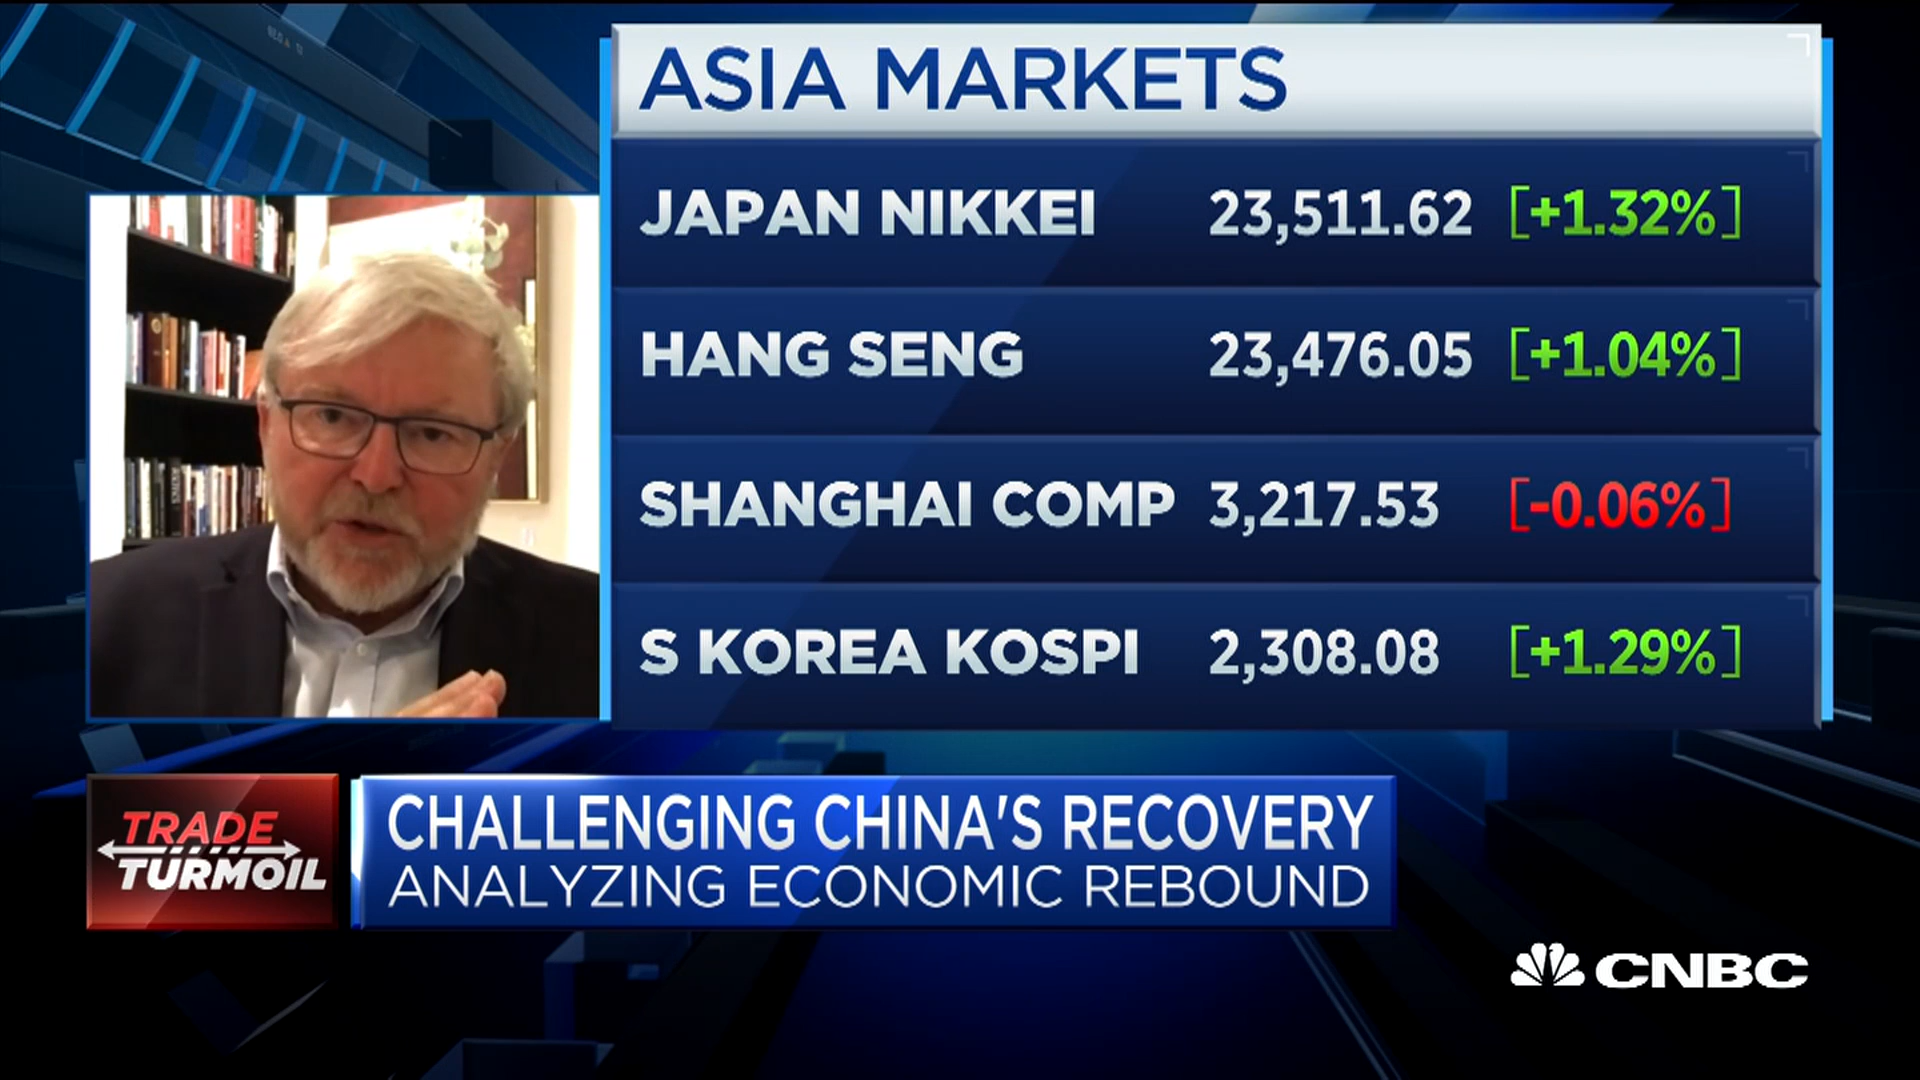 ASIA MARKETS
JAPAN NIKKEI 23,511.62 [+1.32%]
HANG SENG 23,476.05 [+1.04%]
SHANGHAI COMP 3,217.53 [-0.06%]
S KOREA KOSPI 2,308.08 [+1.29%]
TRADE
TURMOIL
CHALLENGING CHINA'S RECOVERY
ANALYZING ECONOMIC REBOUND
CNBC